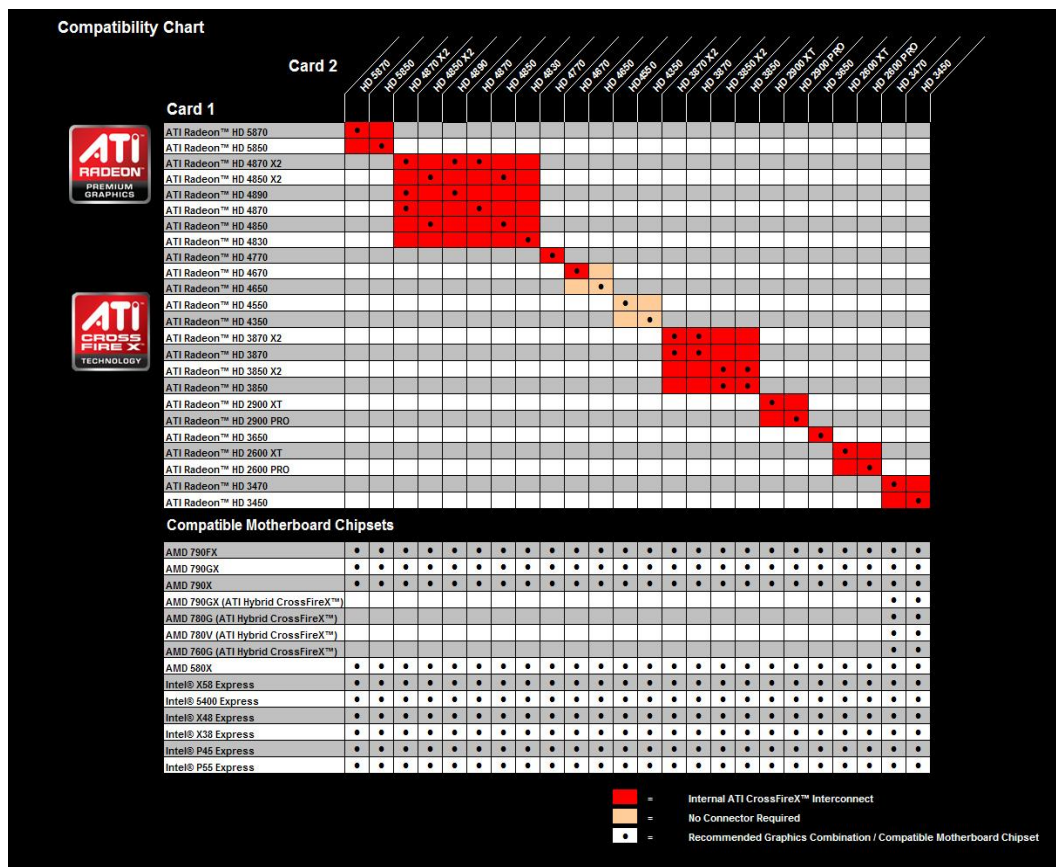 Compatibility Chart
Card 2
HD 5870
HD 5850
HD 4870 X2
HD 4850 X2
HD 4890
HD 4870
HD 4850
HD 4830
HD 4770
HD 4670
HD 4650
HD4550
HD 4350
HD 3870 X2
HD 3870
HD 3850 X2
HD 3850
HD 2900 XT
HD 2900 PRO
HD 3650
HD 2600 XT
HD 2600 PRO
HD 3470
HD 3450
Card 1
ATI
RADEON™
PREMIUM
GRAPHICS
ATI
CROSS
FIRE X™
TECHNOLOGY
ATI Radeon™ HD 5870
ATI Radeon™ HD 5850
ATI Radeon™ HD 4870 X2
ATI Radeon™ HD 4850 X2
ATI Radeon™ HD 4890
ATI Radeon™ HD 4870
ATI Radeon™ HD 4850
ATI Radeon™ HD 4830
ATI Radeon™ HD 4770
ATI Radeon™ HD 4670
ATI Radeon™ HD 4650
ATI Radeon™ HD 4550
ATI Radeon™ HD 4350
ATI Radeon™ HD 3870 X2
ATI Radeon™ HD 3870
ATI Radeon™ HD 3850 X2
ATI Radeon™ HD 3850
ATI Radeon™ HD 2900 XT
ATI Radeon™ HD 2900 PRO
ATI Radeon™ HD 3650
ATI Radeon™ HD 2600 XT
ATI Radeon™ HD 2600 PRO
ATI Radeon™ HD 3470
ATI Radeon™ HD 3450
Compatible Motherboard Chipsets
AMD 790FX
AMD 790GX
AMD 790X
AMD 790GX (ATI Hybrid CrossFireX™)
AMD 780G (ATI Hybrid CrossFireX™)
AMD 780V (ATI Hybrid CrossFireX™)
AMD 760G (ATI Hybrid CrossFireX™)
AMD 580X
Intel® X58 Express
Intel® 5400 Express
Intel® X48 Express
Intel® X38 Express
Intel® P45 Express
Intel® P55 Express
= Internal ATI CrossFireX™ Interconnect
= No Connector Required
= Recommended Graphics Combination / Compatible Motherboard Chipset